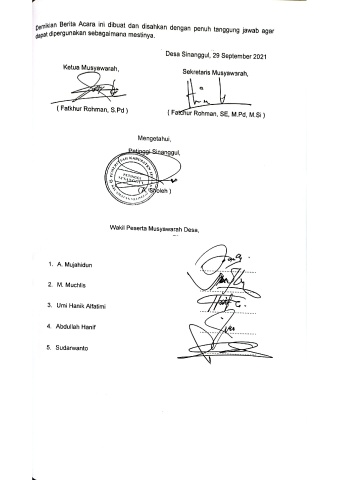 Demikian Berita Acara ini dibuat dan disahkan dengan penuh tanggung jawab agar
dapat dipergunakan sebagaimana mestinya.
Desa Sinanggul, 29 September 2021
Ketua Musyawarah,
Sekretaris Musyawarah,
( Fatkhur Rohman, S.Pd )
( Fatchur Rohman, SE, M.Pd, M.Si )
Mengetahui,
Petinggi Sinanggul,
Sholeh )
Wakil Peserta Musyawarah Desa,
1. A. Mujahidun
2. M. Muchlis
3. Umi Hanik Alfatimi
4. Abdullah Hanif
5. Sudarwanto